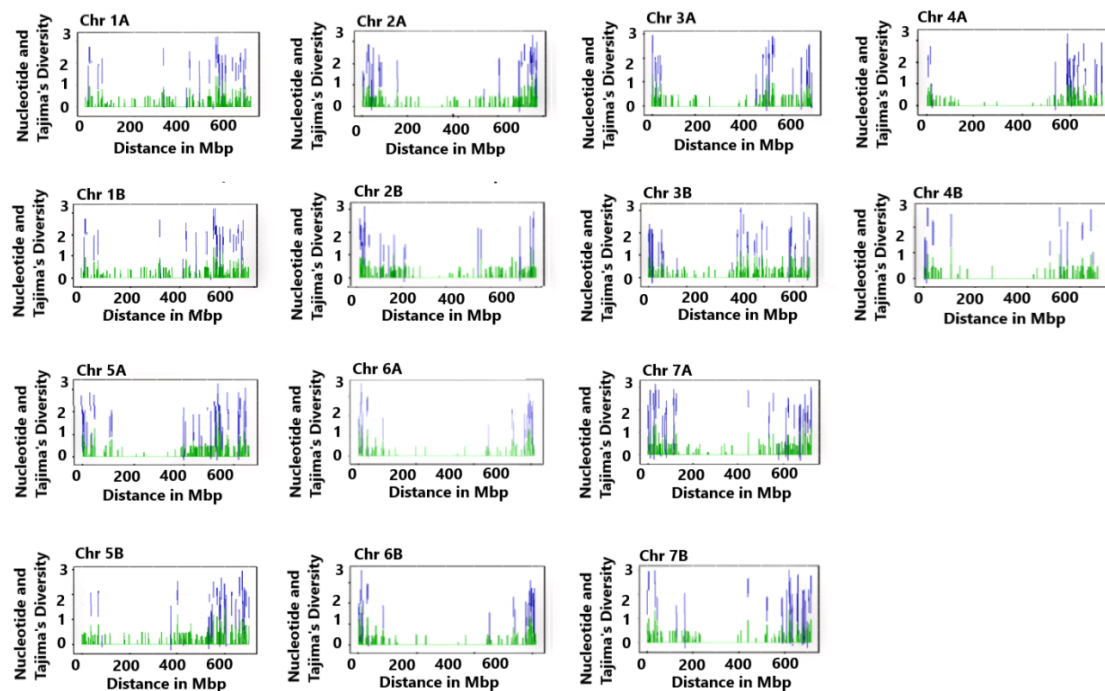 Chr 1A
Nucleotide and
Tajima's Diversity
3
2
1
0
0 200 400 600
Distance in Mbp
Chr 2A
Nucleotide and
Tajima's Diversity
3
2
1
0
0 200 400 600
Distance in Mbp
Chr 3A
Nucleotide and
Tajima's Diversity
3
2
1
0
0 200 400 600
Distance in Mbp
Chr 4A
Nucleotide and
Tajima's Diversity
3
2
1
0
0 200 400 600
Distance in Mbp
Chr 1B
Nucleotide and
Tajima's Diversity
3
2
1
0
0 200 400 600
Distance in Mbp
Chr 2B
Nucleotide and
Tajima's Diversity
3
2
1
0
0 200 400 600
Distance in Mbp
Chr 3B
Nucleotide and
Tajima's Diversity
3
2
1
0
0 200 400 600
Distance in Mbp
Chr 4B
Nucleotide and
Tajima's Diversity
3
2
1
0
0 200 400 600
Distance in Mbp
Chr 5A
Nucleotide and
Tajima's Diversity
3
2
1
0
0 200 400 600
Distance in Mbp
Chr 6A
Nucleotide and
Tajima's Diversity
3
2
1
0
0 200 400 600
Distance in Mbp
Chr 7A
Nucleotide and
Tajima's Diversity
3
2
1
0
0 200 400 600
Distance in Mbp
Chr 5B
Nucleotide and
Tajima's Diversity
3
2
1
0
0 200 400 600
Distance in Mbp
Chr 6B
Nucleotide and
Tajima's Diversity
3
2
1
0
0 200 400 600
Distance in Mbp
Chr 7B
Nucleotide and
Tajima's Diversity
3
2
1
0
0 200 400 600
Distance in Mbp